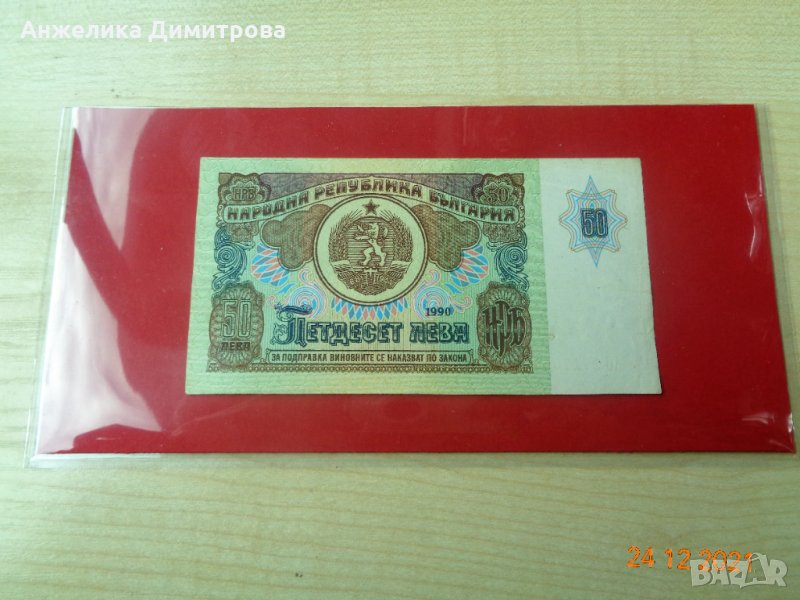 Анжелика Димитрова
НРБ 50
НАРОДНА РЕПУБЛИКА БЪЛГАРИЯ
50
1990
50 ЛЕВА ПЕТДЕСЕТ ЛЕВА НРБ
ЗА ПОДПРАВКА ВИНОВНИТЕ СЕ НАКАЗВАТ ПО ЗАКОНА
24 12 2021
BAZAR